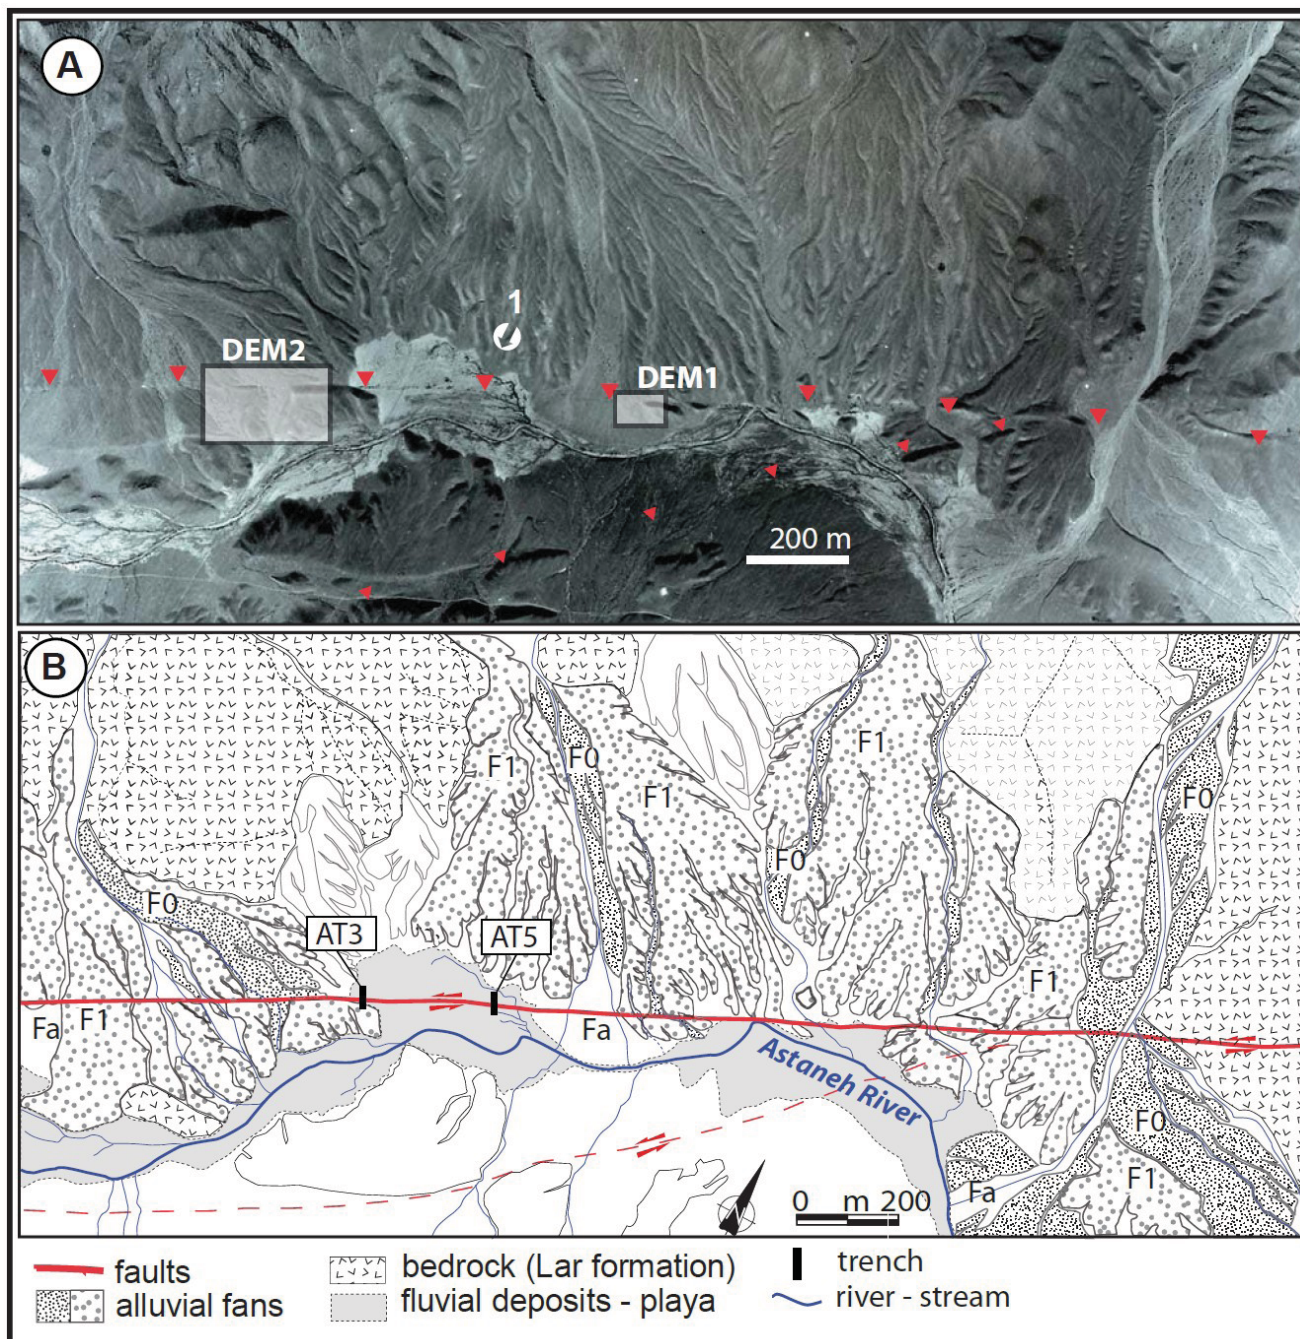 A
1
DEM2
DEM1
200 m
B
F1
F0
F1
F1
F0
F0
F0
AT3
AT5
F1
Fa
F1
Fa
Astaneh River
F0
F1
Fa
N
0 m 200
faults
bedrock (Lar formation)
trench
alluvial fans
fluvial deposits - playa
river - stream